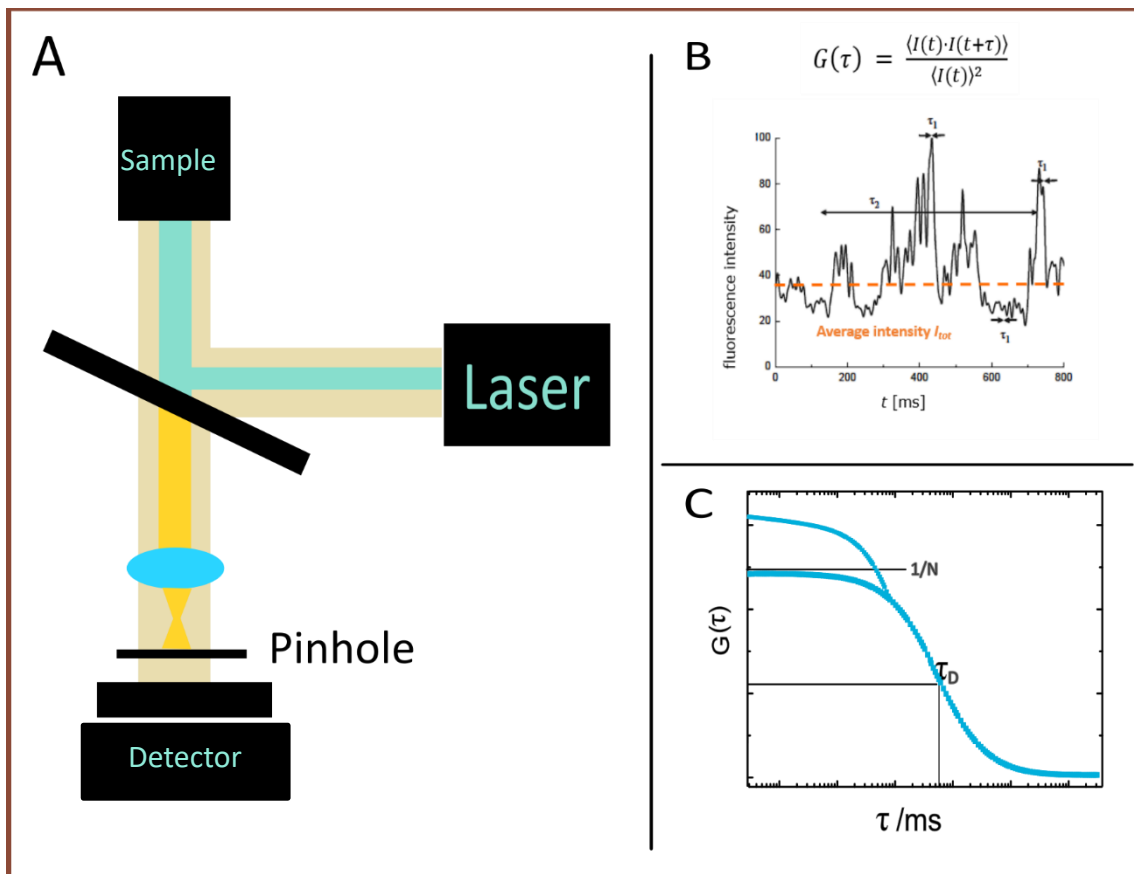 A
Sample
Laser
Pinhole
Detector
B
G(τ) = ⟨I(t)·I(t+τ)⟩ / ⟨I(t)⟩²
τ₁
100
τ₁
80
τ₂
60
40
20
Average intensity Iₜₒₜ
τ₁
0
fluorescence intensity
0 200 400 600 800
t [ms]
C
1/N
G(τ)
τD
τ /ms